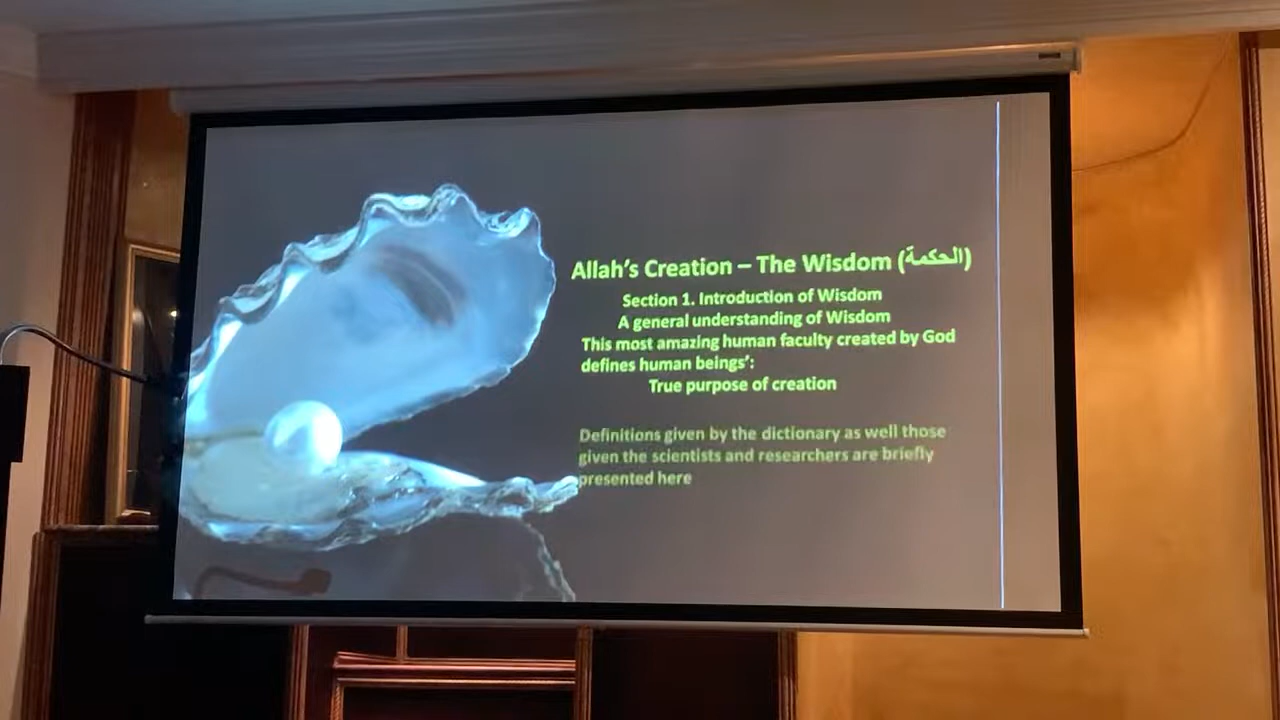 Allah's Creation – The Wisdom (الحكمة)
Section 1. Introduction of Wisdom
A general understanding of Wisdom
This most amazing human faculty created by God
defines human beings':
True purpose of creation
Definitions given by the dictionary as well those
given the scientists and researchers are briefly
presented here